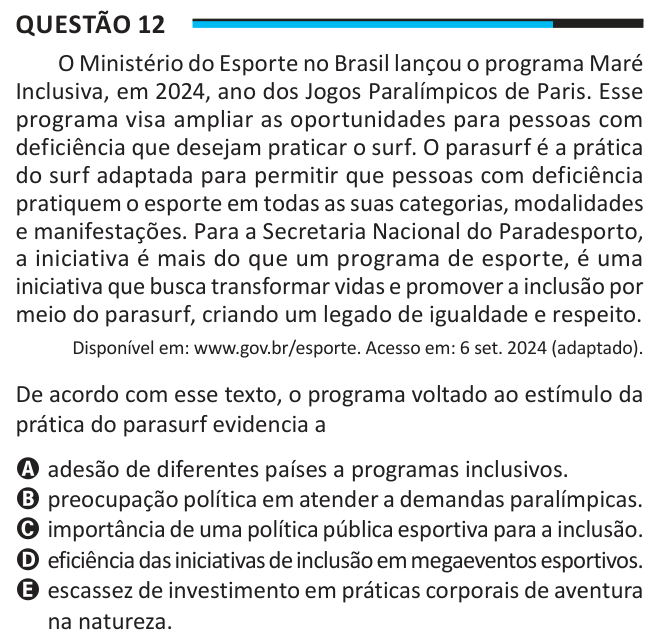 QUESTÃO 12
O Ministério do Esporte no Brasil lançou o programa Maré
Inclusiva, em 2024, ano dos Jogos Paralímpicos de Paris. Esse
programa visa ampliar as oportunidades para pessoas com
deficiência que desejam praticar o surf. O parasurf é a prática
do surf adaptada para permitir que pessoas com deficiência
pratiquem o esporte em todas as suas categorias, modalidades
e manifestações. Para a Secretaria Nacional do Paradesporto,
a iniciativa é mais do que um programa de esporte, é uma
iniciativa que busca transformar vidas e promover a inclusão por
meio do parasurf, criando um legado de igualdade e respeito.
Disponível em: www.gov.br/esporte. Acesso em: 6 set. 2024 (adaptado).
De acordo com esse texto, o programa voltado ao estímulo da
prática do parasurf evidencia a
A adesão de diferentes países a programas inclusivos.
B preocupação política em atender a demandas paralímpicas.
C importância de uma política pública esportiva para a inclusão.
D eficiência das iniciativas de inclusão em megaeventos esportivos.
E escassez de investimento em práticas corporais de aventura
na natureza.